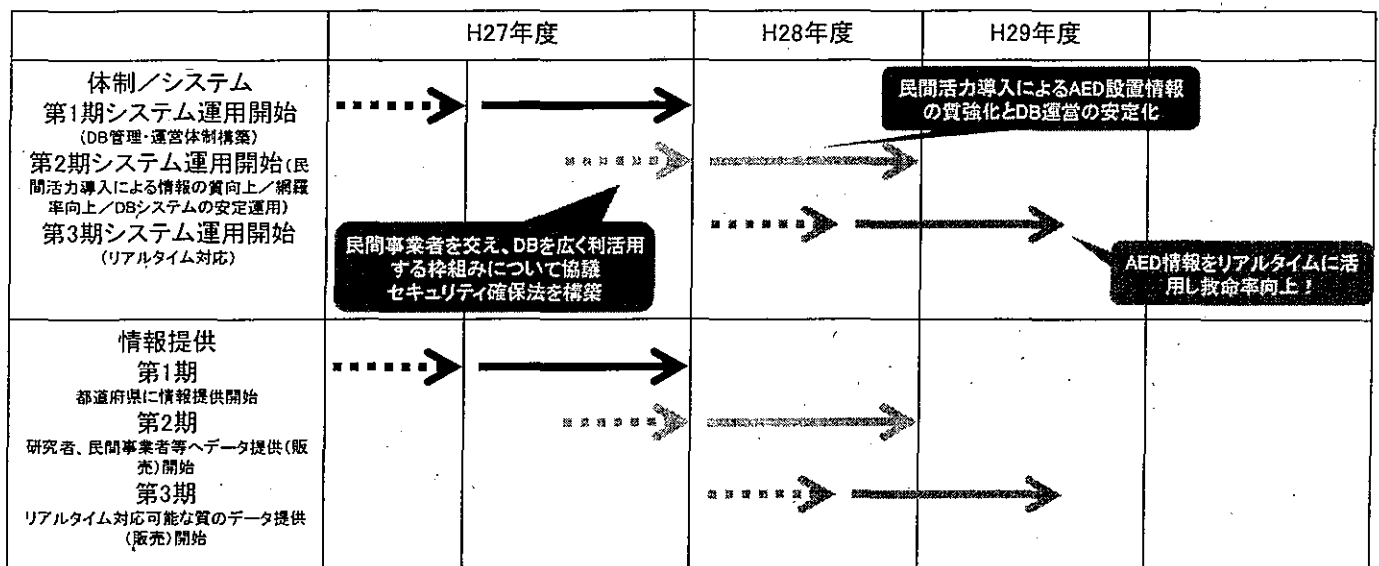 H27年度
H28年度
H29年度
体制／システム
第1期システム運用開始
(DB管理・運営体制構築)
第2期システム運用開始(民
間活力導入による情報の質向上／網羅
率向上／DBシステムの安定運用)
第3期システム運用開始
(リアルタイム対応)
民間活力導入によるAED設置情報
の質強化とDB運営の安定化
民間事業者を交え、DBを広く利活用
する枠組みについて協議
セキュリティ確保法を構築
AED情報をリアルタイムに活
用し救命率向上！
情報提供
第1期
都道府県に情報提供開始
第2期
研究者、民間事業者等へデータ提供(販
売)開始
第3期
リアルタイム対応可能な質のデータ提供
(販売)開始